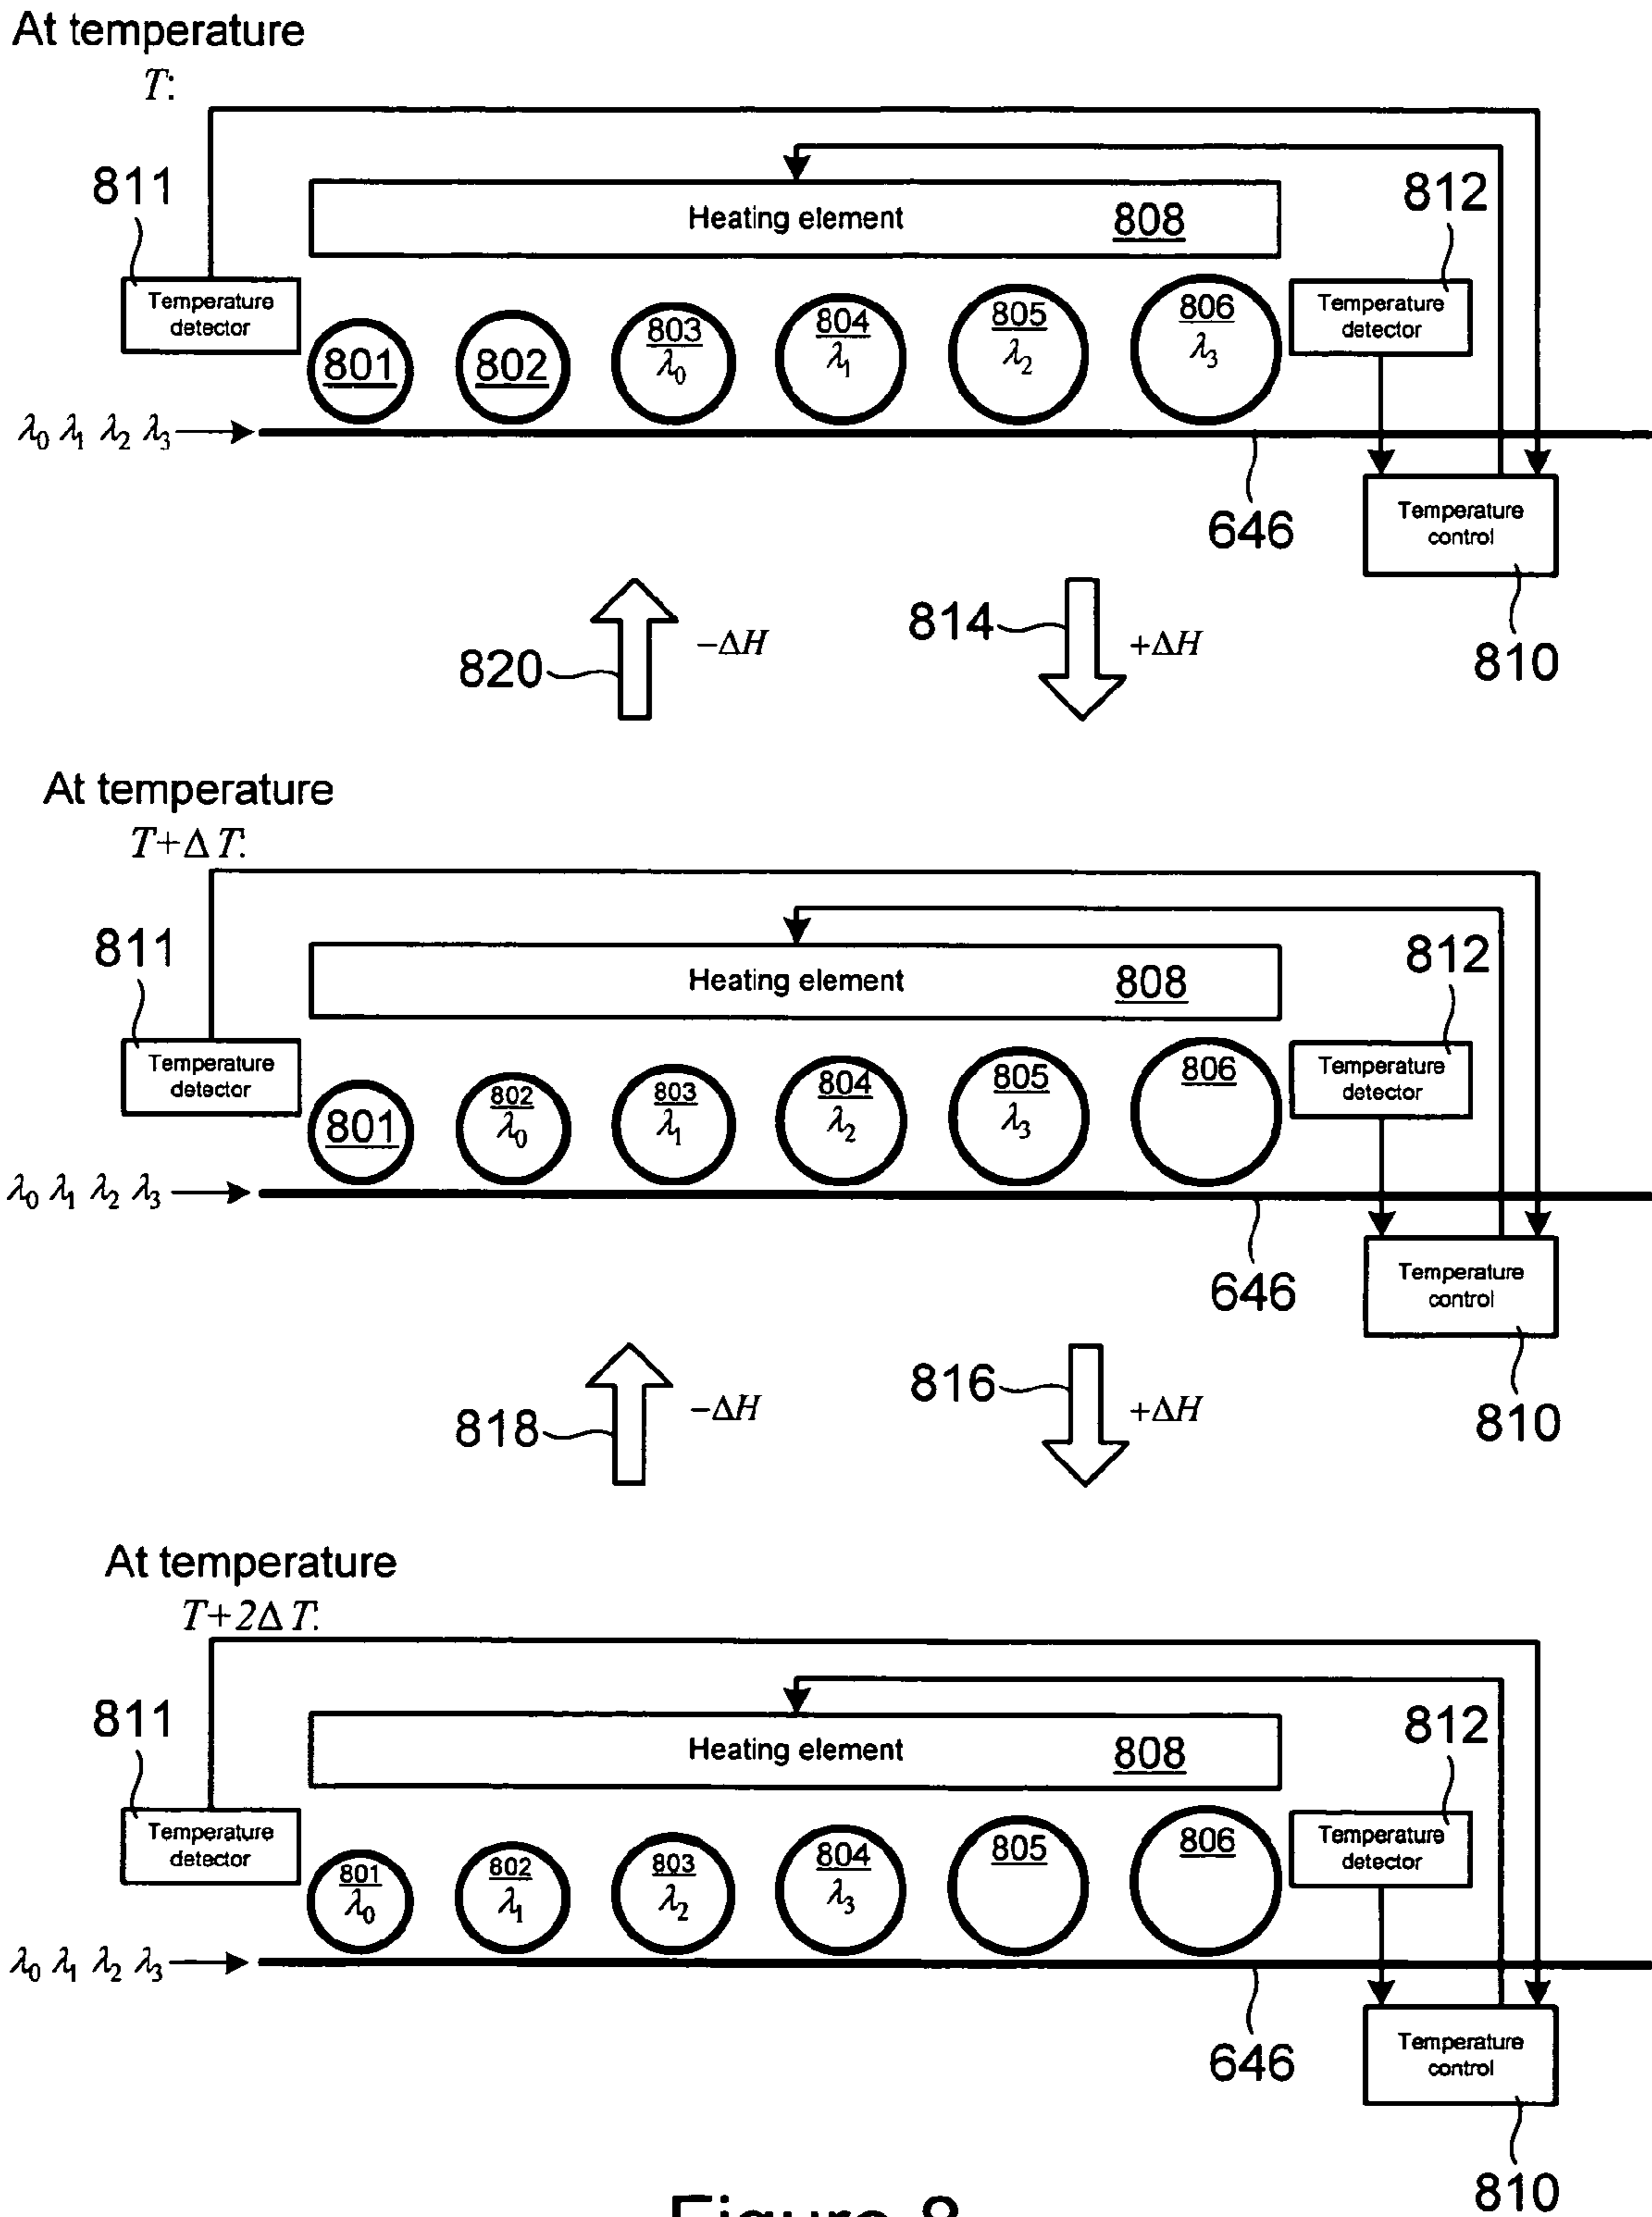 At temperature
T:
811
Heating element 808
812
Temperature
detector
801
802
803
λ0
804
λ1
805
λ2
806
λ3
Temperature
detector
λ0 λ1 λ2 λ3
646
Temperature
control
810
820
−ΔH
814
+ΔH
At temperature
T+Δ T:
811
Heating element 808
812
Temperature
detector
801
802
λ0
803
λ1
804
λ2
805
λ3
806
Temperature
detector
λ0 λ1 λ2 λ3
646
Temperature
control
810
818
−ΔH
816
+ΔH
At temperature
T+2Δ T:
811
Heating element 808
812
Temperature
detector
801
λ0
802
λ1
803
λ2
804
λ3
805
806
Temperature
detector
λ0 λ1 λ2 λ3
646
Temperature
control
810
Figure 8